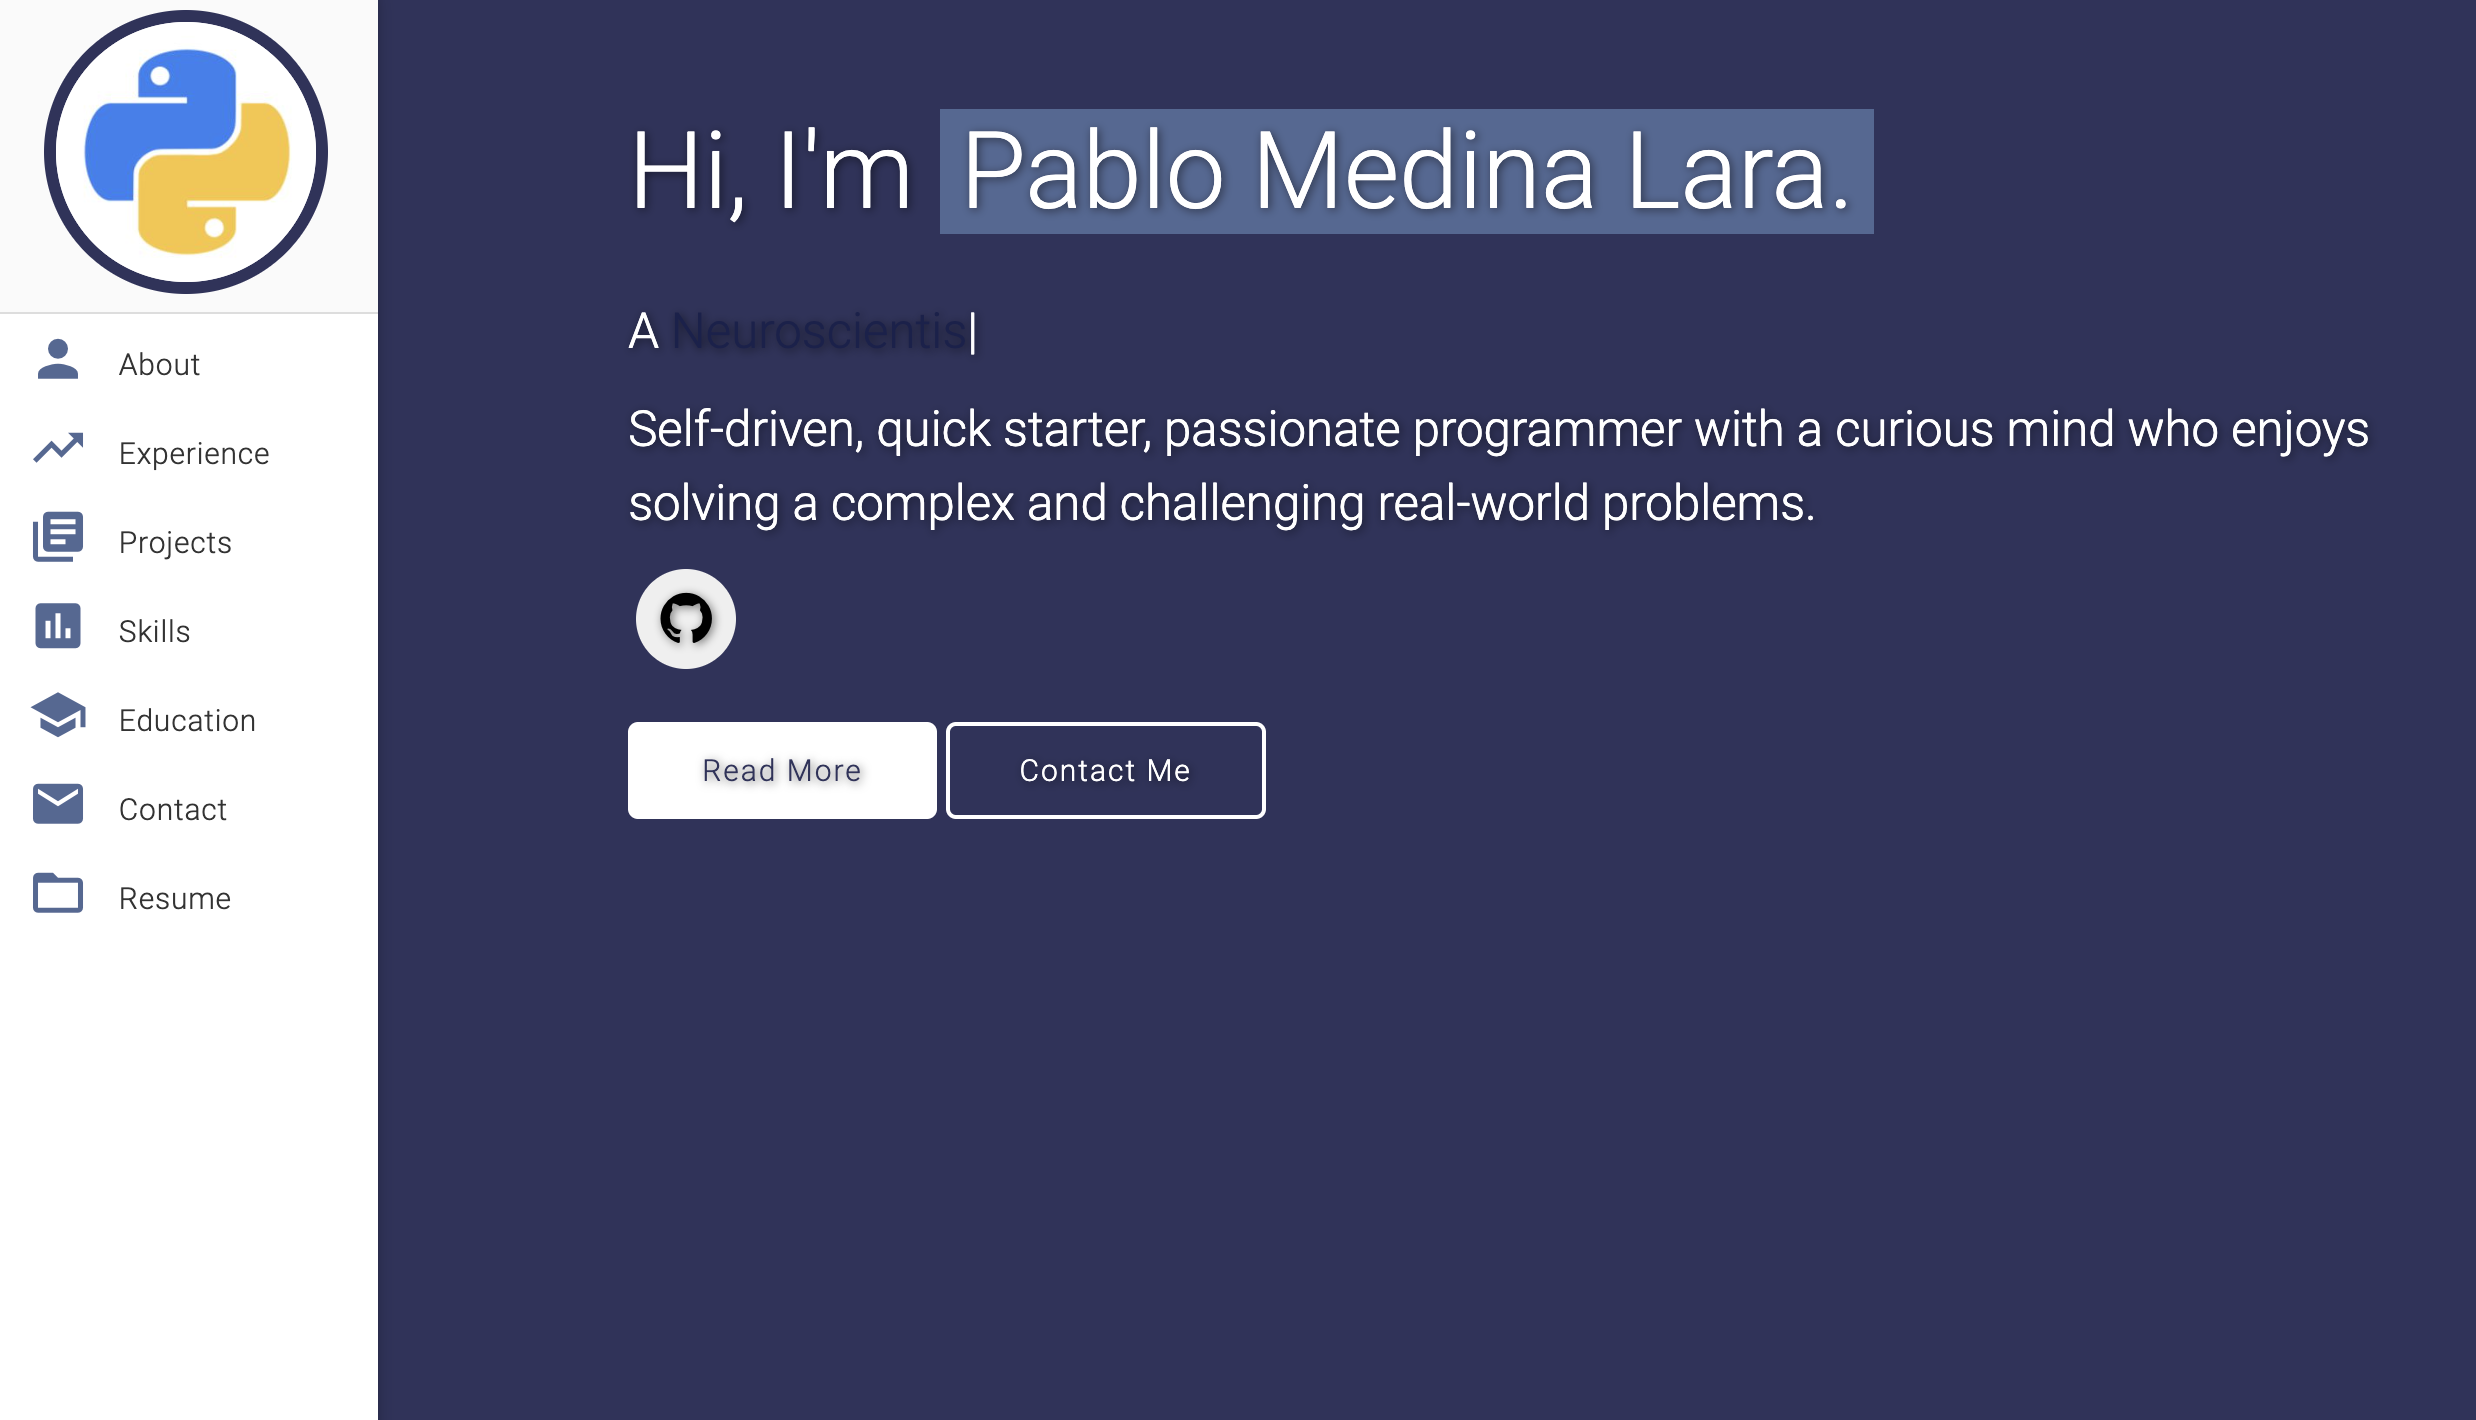 About
Experience
Projects
Skills
Education
Contact
Resume
Hi, I'm Pablo Medina Lara.
A Neuroscientis|
Self-driven, quick starter, passionate programmer with a curious mind who enjoys
solving a complex and challenging real-world problems.
Read More
Contact Me